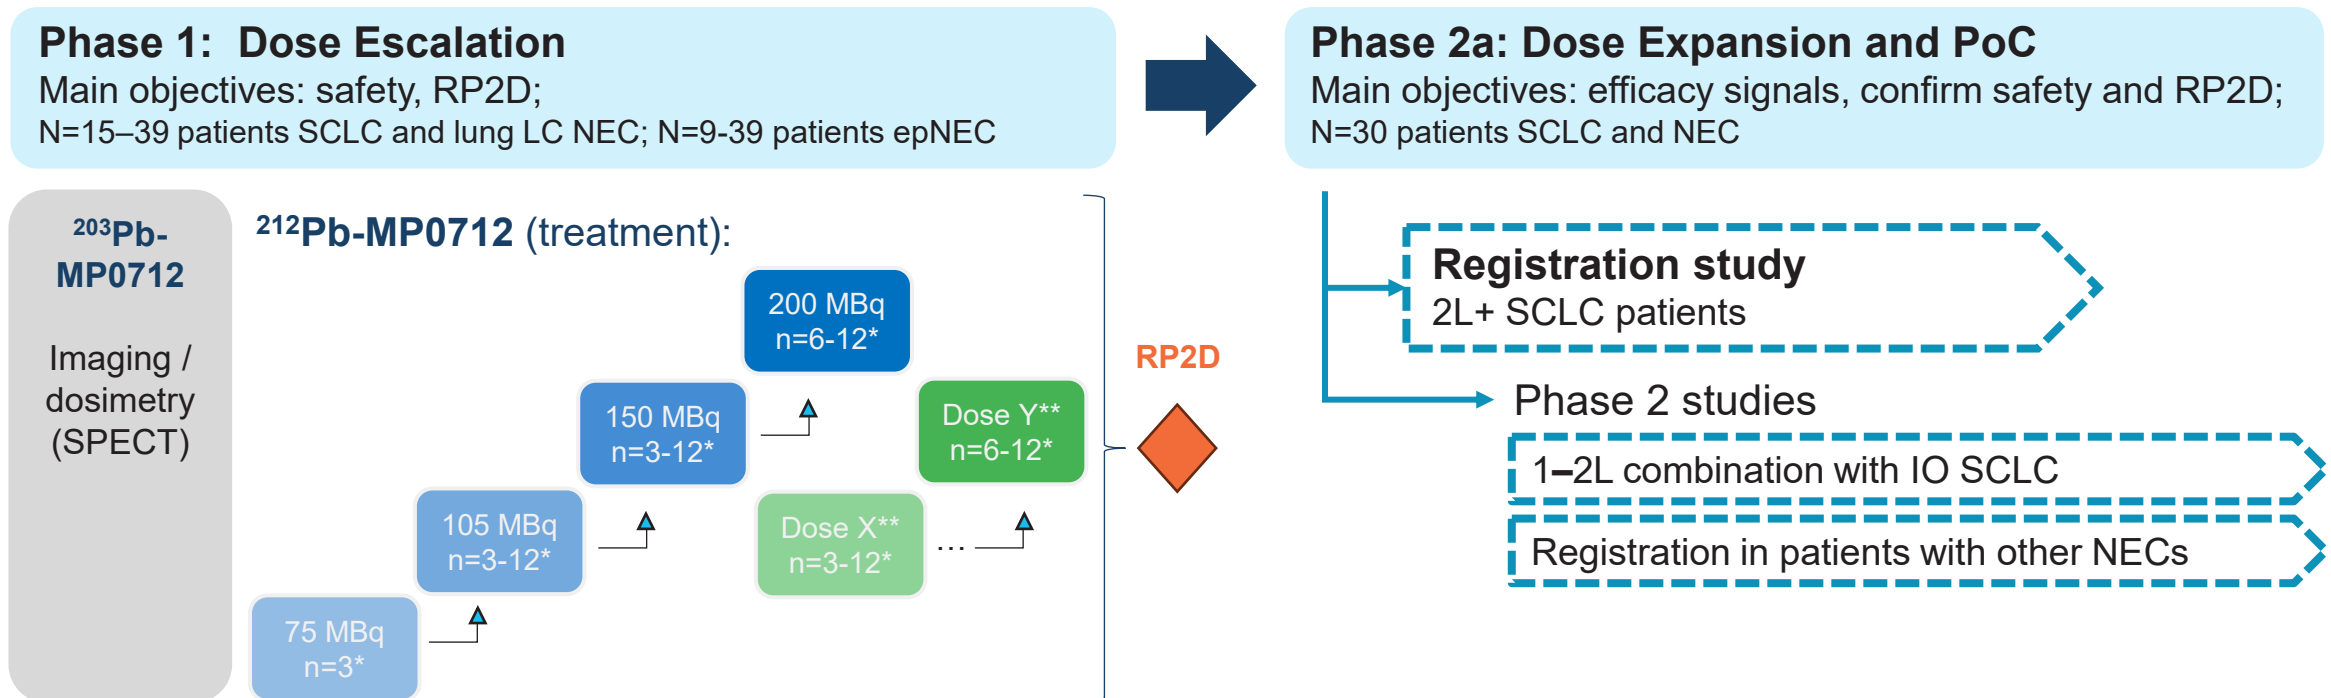 Phase 1:  Dose Escalation
Main objectives: safety, RP2D;
N=15–39 patients SCLC and lung LC NEC; N=9-39 patients epNEC
Phase 2a: Dose Expansion and PoC
Main objectives: efficacy signals, confirm safety and RP2D;
N=30 patients SCLC and NEC
²⁰³Pb-
MP0712
Imaging /
dosimetry
(SPECT)
²¹²Pb-MP0712 (treatment):
75 MBq
n=3*
105 MBq
n=3-12*
150 MBq
n=3-12*
200 MBq
n=6-12*
Dose X**
n=3-12*
...
Dose Y**
n=6-12*
RP2D
Registration study
2L+ SCLC patients
Phase 2 studies
1–2L combination with IO SCLC
Registration in patients with other NECs